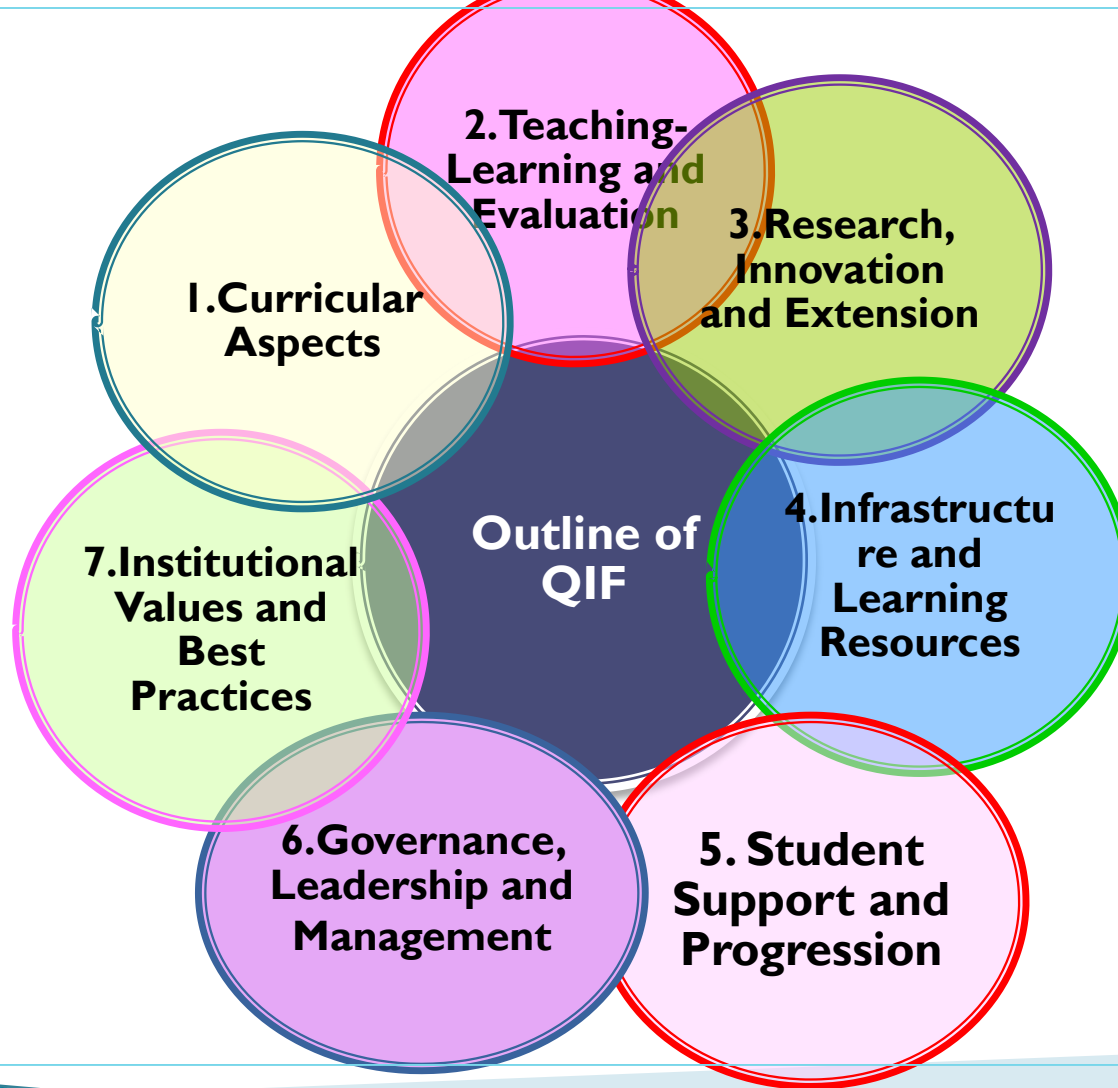 2.Teaching-
Learning and
Evaluation
3.Research,
Innovation
and Extension
1.Curricular
Aspects
Outline of
QIF
4.Infrastructu
re and
Learning
Resources
7.Institutional
Values and
Best
Practices
6.Governance,
Leadership and
Management
5. Student
Support and
Progression